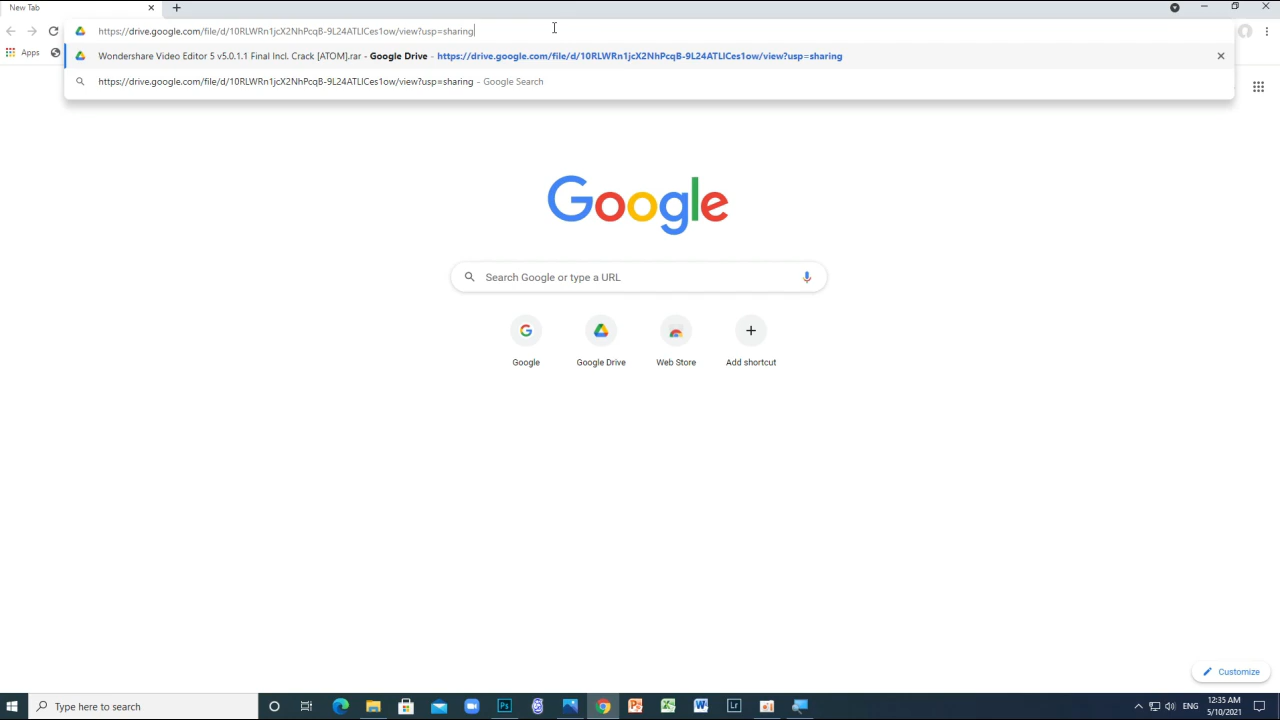 New Tab
https://drive.google.com/file/d/10RLWRn1jcX2NhPcqB-9L24ATLICes1ow/view?usp=sharing
Apps
Wondershare Video Editor 5 v5.0.1.1 Final Incl. Crack [ATOM].rar - Google Drive - https://drive.google.com/file/d/10RLWRn1jcX2NhPcqB-9L24ATLICes1ow/view?usp=sharing
https://drive.google.com/file/d/10RLWRn1jcX2NhPcqB-9L24ATLICes1ow/view?usp=sharing - Google Search
Google
Search Google or type a URL
Google
Google Drive
Web Store
Add shortcut
Customize
Type here to search
ENG
12:35 AM
5/10/2021